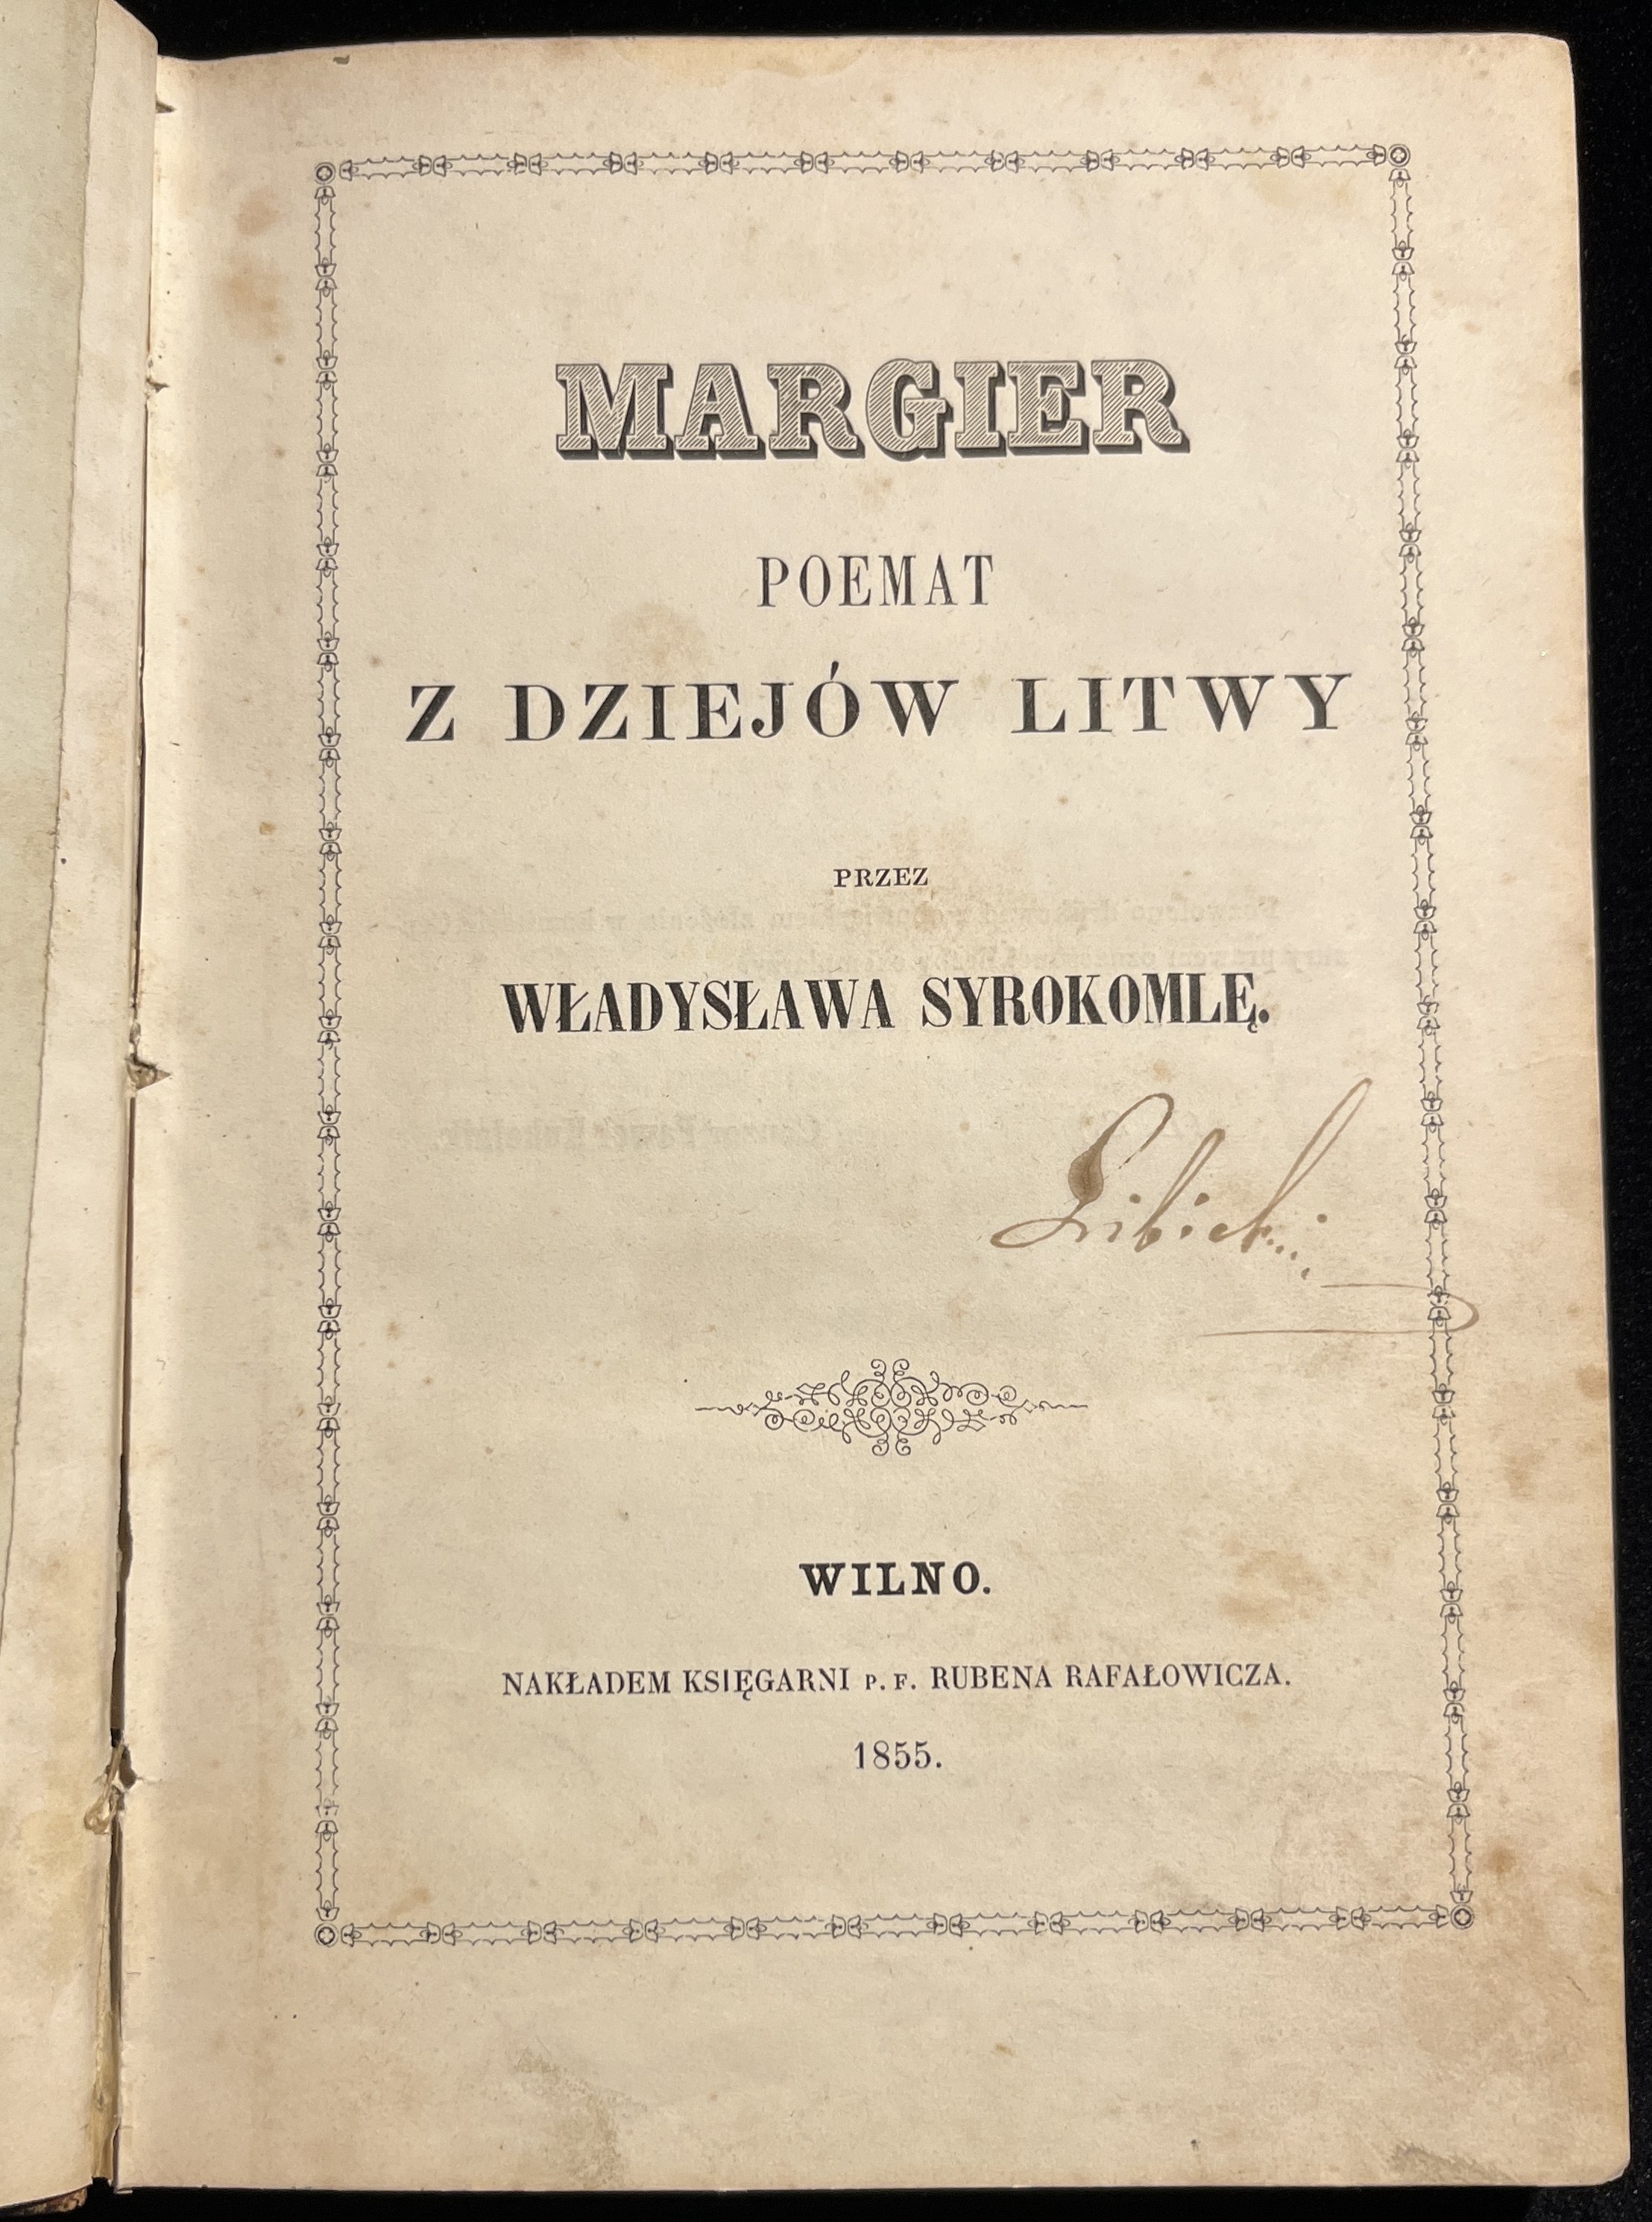 MARGIER
POEMAT
Z DZIEJÓW LITWY
PRZEZ
WŁADYSŁAWA SYROKOMLĘ.
WILNO.
NAKŁADEM KSIĘGARNI P. F. RUBENA RAFAŁOWICZA.
1855.